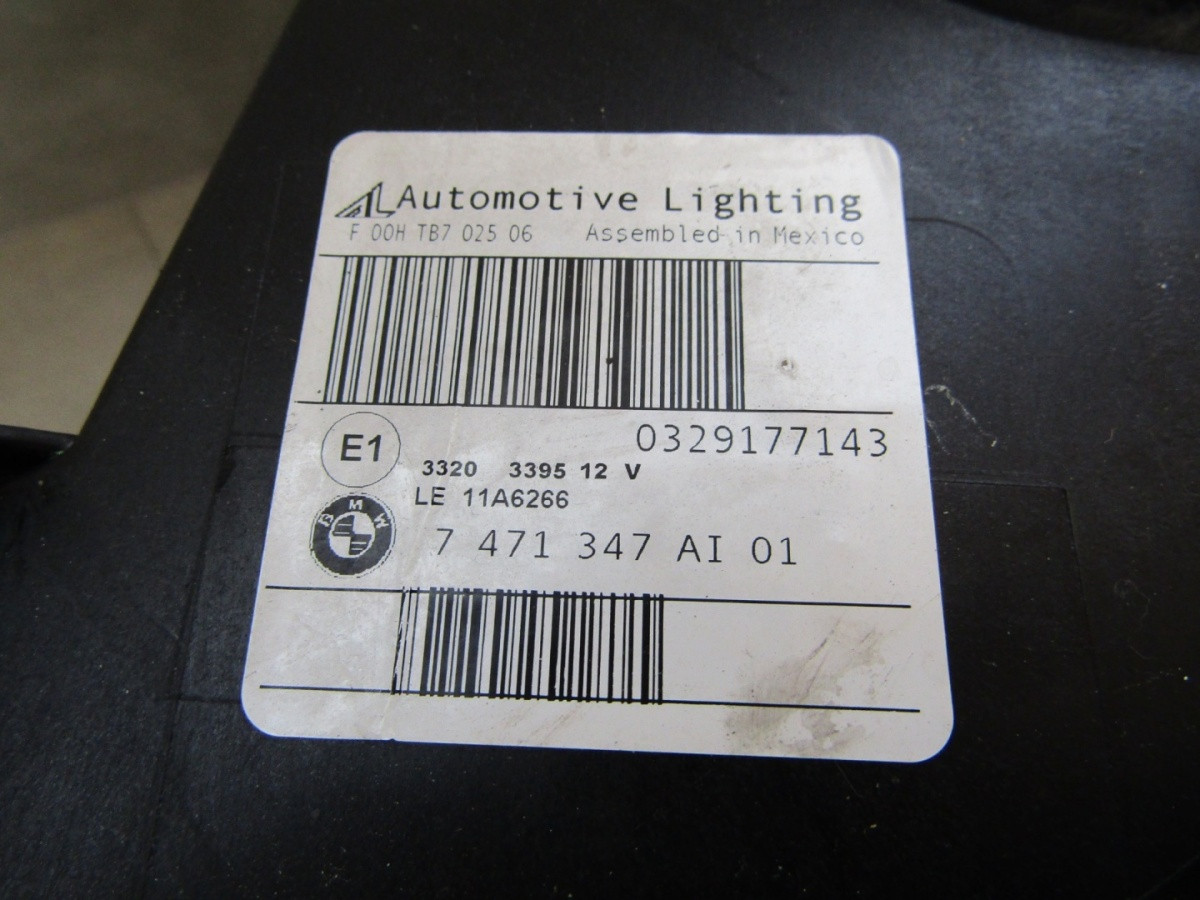 AL Automotive Lighting
F 00H TB7 025 06 Assembled in Mexico
0329177143
E1
3320 3395 12 V
LE 11A6266
BMW
7 471 347 AI 01